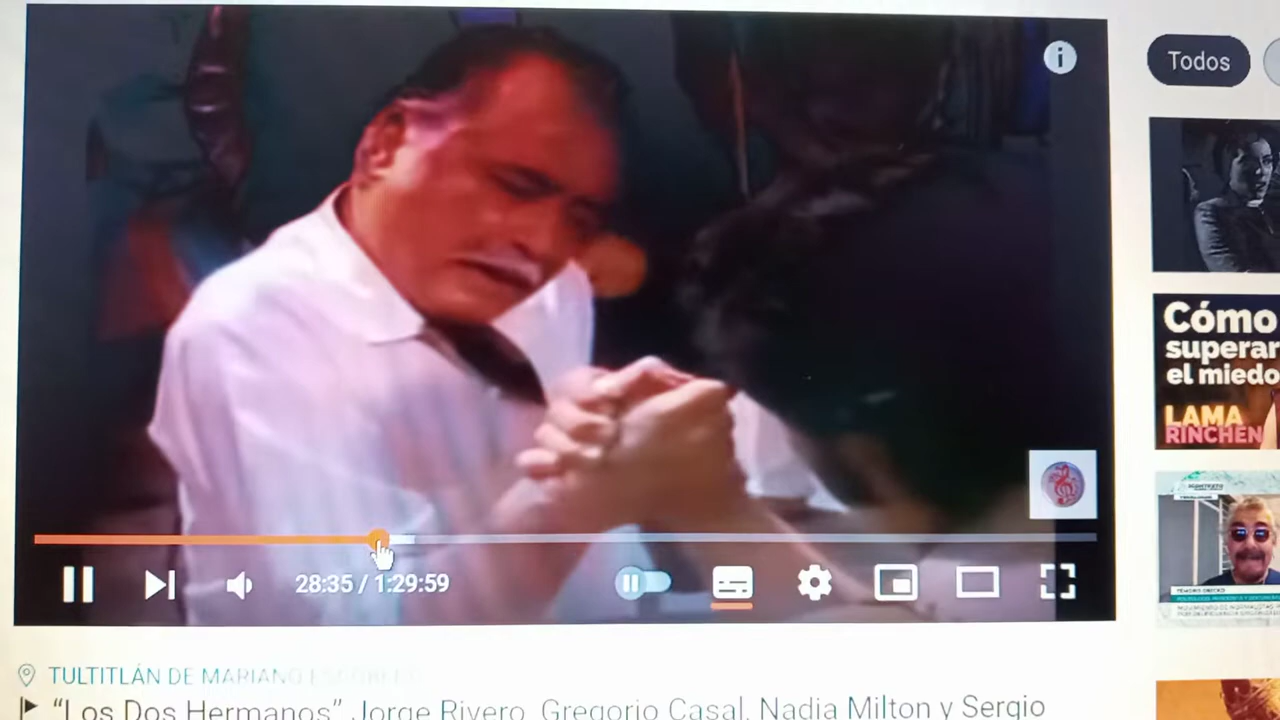 Todos
Cómo
superar
el miedo
LAMA
RINCHEN
28:35 / 1:29:59
TULTITLÁN DE MARIANO ESCOBEDO
“Los Dos Hermanos” Jorge Rivero, Gregorio Casal, Nadia Milton y Sergio